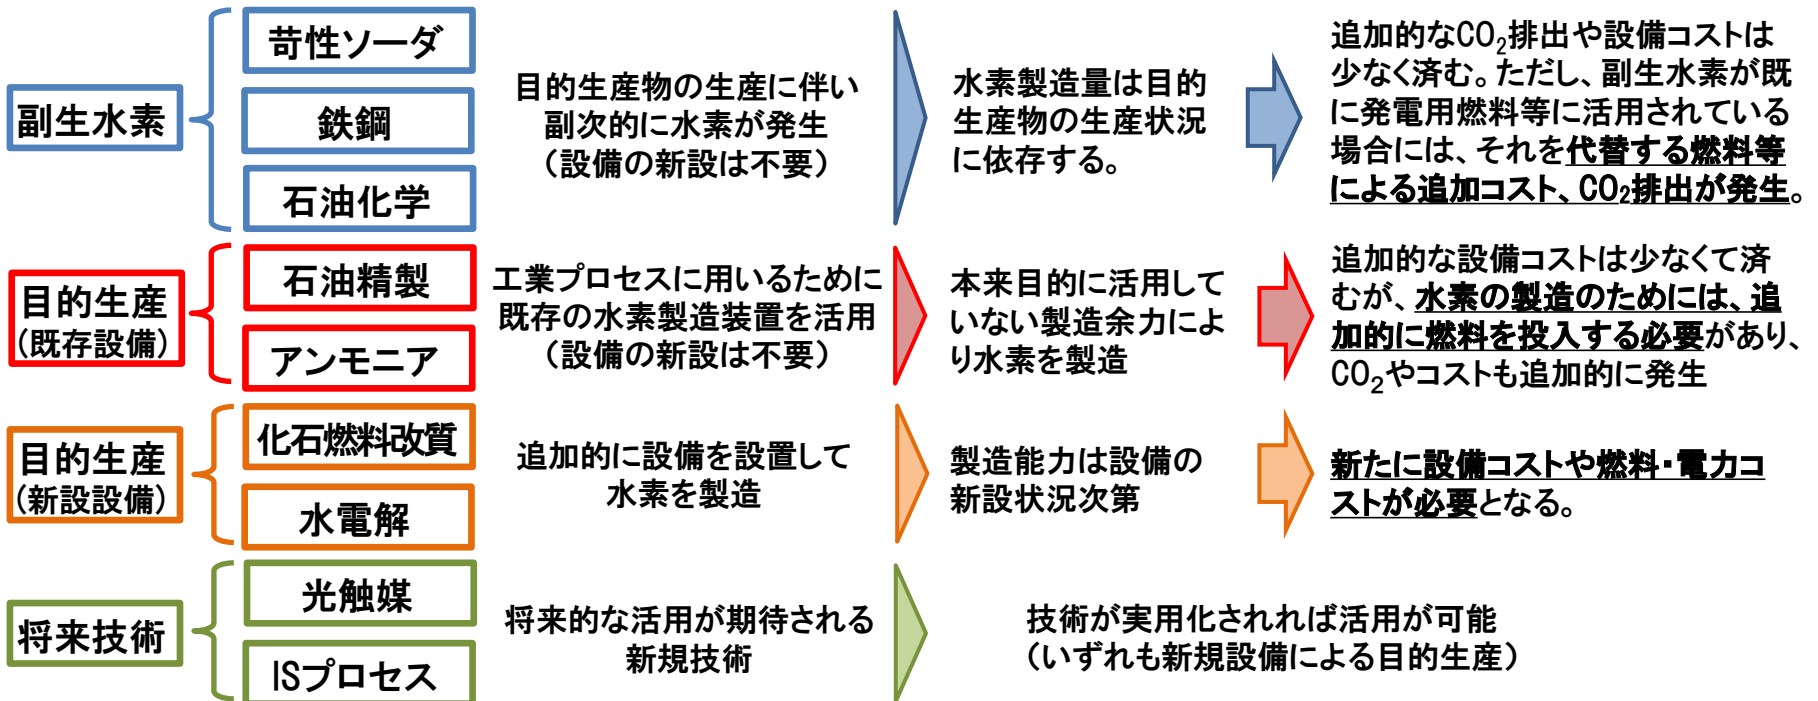 副生水素
苛性ソーダ
鉄鋼
石油化学
目的生産物の生産に伴い
副次的に水素が発生
（設備の新設は不要）
水素製造量は目的
生産物の生産状況
に依存する。
追加的なCO₂排出や設備コストは
少なく済む。ただし、副生水素が既
に発電用燃料等に活用されている
場合には、それを代替する燃料等
による追加コスト、CO₂排出が発生。
目的生産
（既存設備）
石油精製
アンモニア
工業プロセスに用いるために
既存の水素製造装置を活用
（設備の新設は不要）
本来目的に活用して
いない製造余力によ
り水素を製造
追加的な設備コストは少なくて済
むが、水素の製造のためには、追
加的に燃料を投入する必要があり、
CO₂やコストも追加的に発生
目的生産
（新設設備）
化石燃料改質
水電解
追加的に設備を設置して
水素を製造
製造能力は設備の
新設状況次第
新たに設備コストや燃料・電力コ
ストが必要となる。
将来技術
光触媒
ISプロセス
将来的な活用が期待される
新規技術
技術が実用化されれば活用が可能
（いずれも新規設備による目的生産）